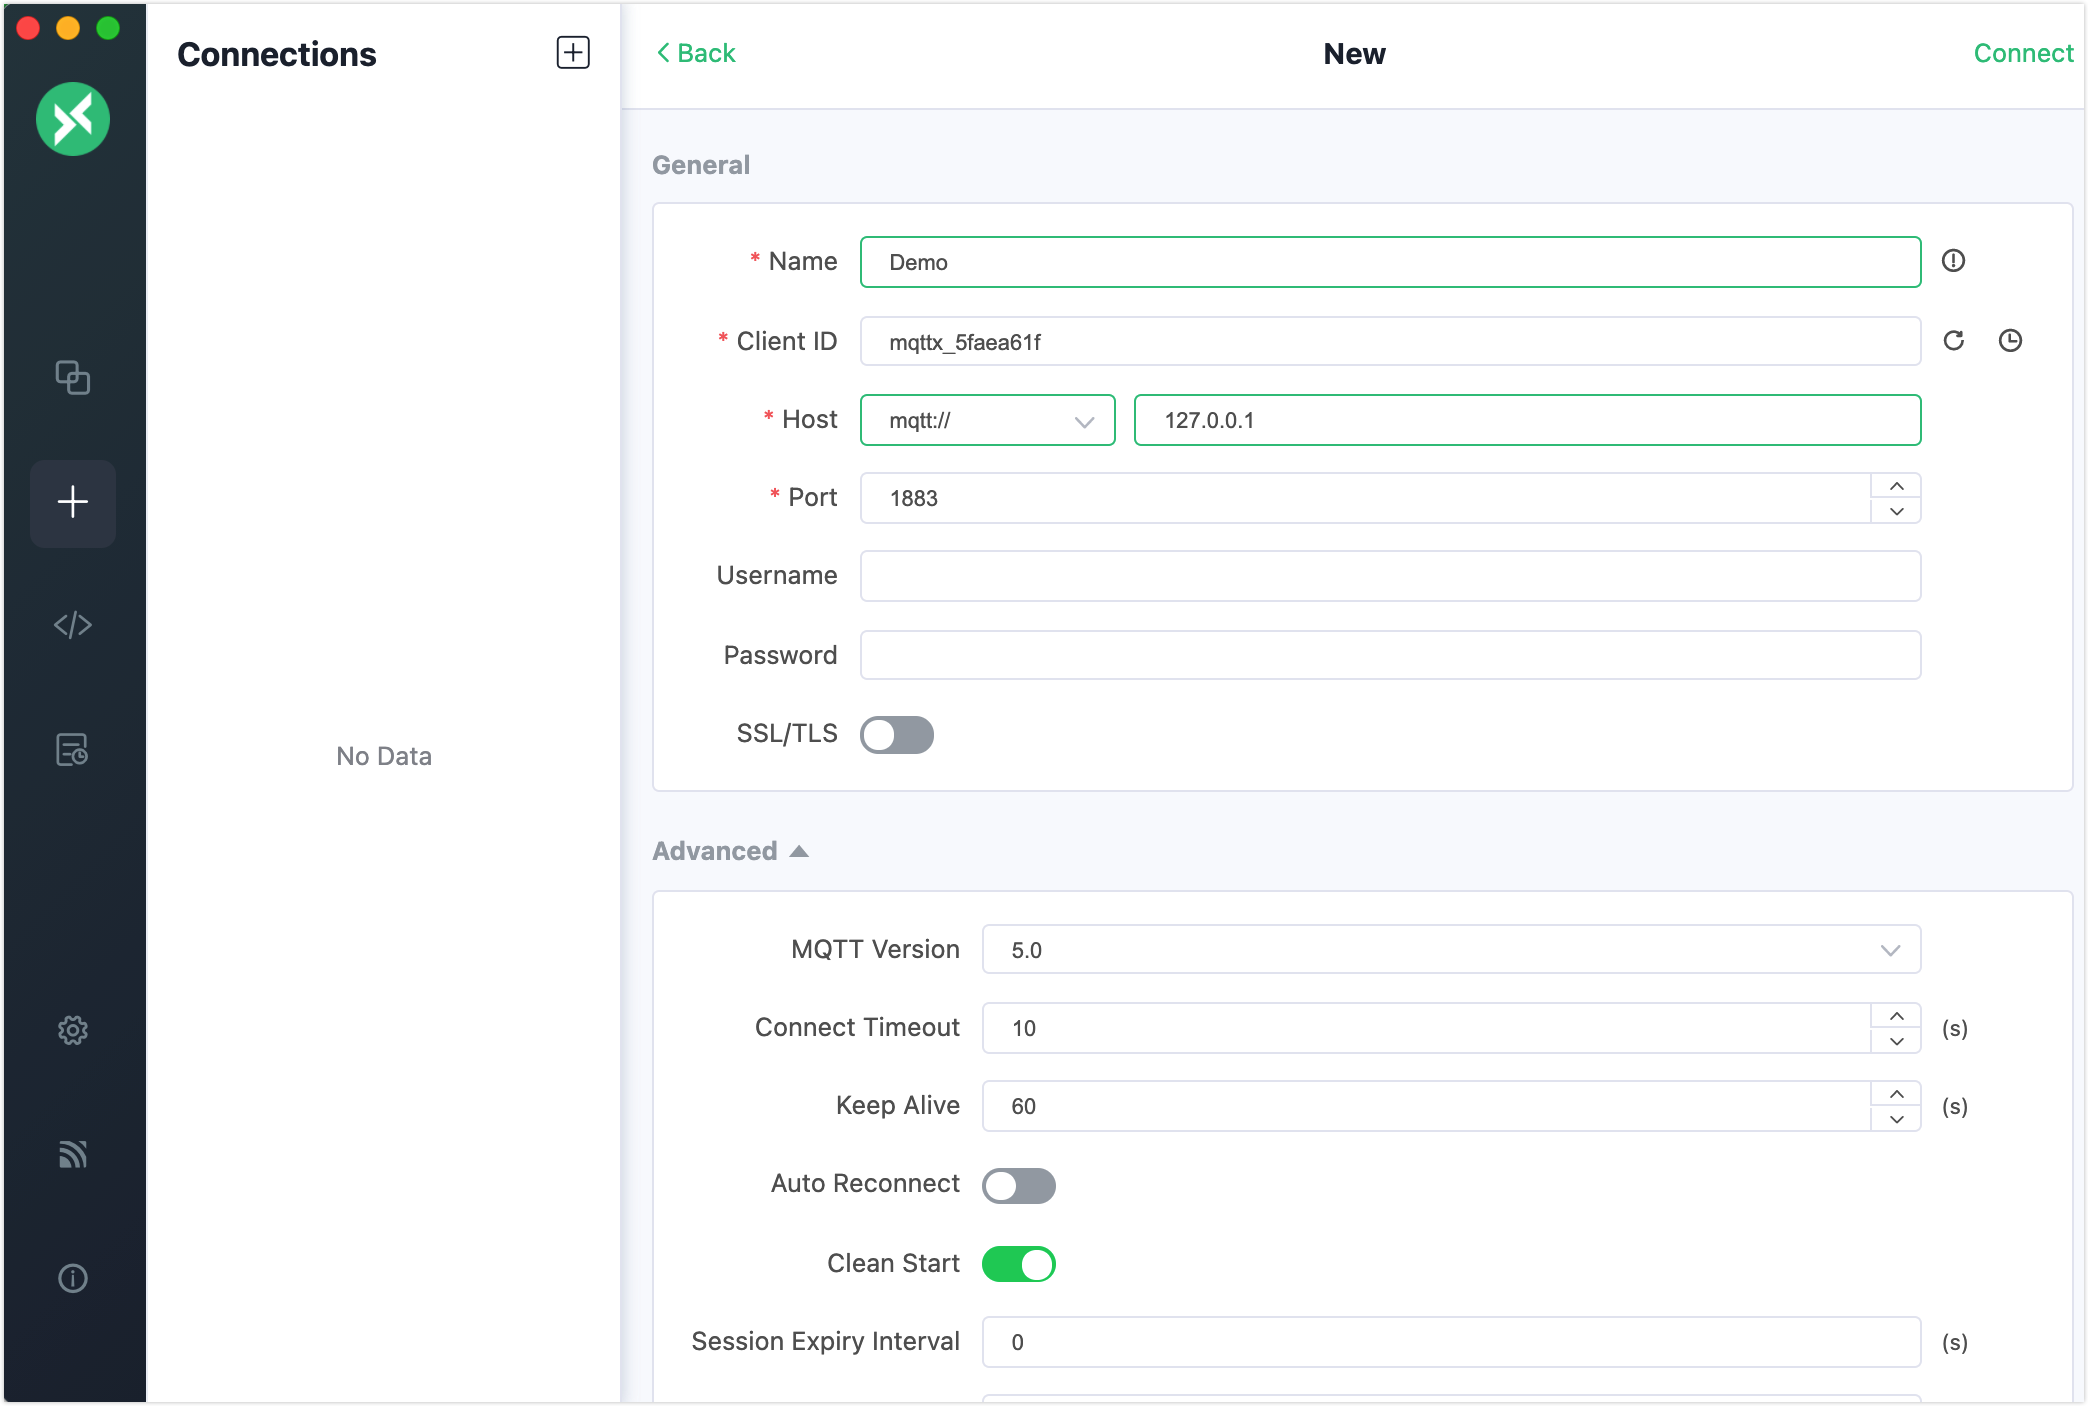 Connections
Back
New
Connect
General
* Name
Demo
* Client ID
mqttx_5faea61f
* Host
mqtt://
127.0.0.1
* Port
1883
Username
Password
SSL/TLS
No Data
Advanced
MQTT Version
5.0
Connect Timeout
10
(s)
Keep Alive
60
(s)
Auto Reconnect
Clean Start
Session Expiry Interval
0
(s)